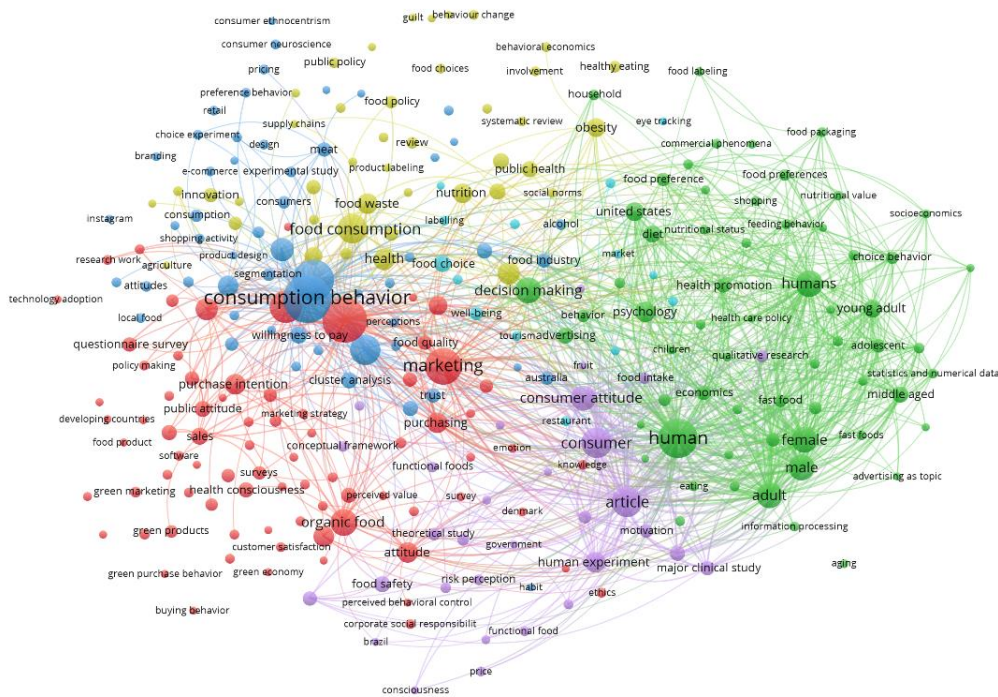 consumer ethnocentrism
guilt
behaviour change
consumer neuroscience
behavioral economics
public policy
pricing
food choices
involvement
healthy eating
food labeling
preference behavior
household
retail
food policy
supply chains
systematic review
eye tracking
choice experiment
design
review
obesity
commercial phenomena
food packaging
branding
meat
e-commerce
experimental study
product labeling
public health
food preference
food preferences
innovation
consumers
nutrition
social norms
shopping
nutritional value
instagram
consumption
food waste
labelling
alcohol
united states
nutritional status
feeding behavior
socioeconomics
shopping activity
food consumption
diet
research work
product design
health
food choice
food industry
market
choice behavior
agriculture
segmentation
attitudes
decision making
health promotion
humans
technology adoption
consumption behavior
local food
perceptions
well-being
behavior
psychology
young adult
willingness to pay
tourism
advertising
health care policy
questionnaire survey
food quality
children
adolescent
policy making
marketing
fruit
qualitative research
statistics and numerical data
purchase intention
cluster analysis
australia
food intake
trust
consumer attitude
economics
middle aged
public attitude
marketing strategy
fast food
developing countries
purchasing
restaurant
food product
sales
conceptual framework
emotion
consumer
human
female
fast foods
software
functional foods
knowledge
male
surveys
advertising as topic
green marketing
health consciousness
perceived value
survey
eating
article
adult
organic food
denmark
information processing
green products
theoretical study
motivation
customer satisfaction
government
attitude
human experiment
major clinical study
aging
green purchase behavior
green economy
food safety
risk perception
habit
ethics
perceived behavioral control
buying behavior
corporate social responsibilit
functional food
brazil
price
consciousness